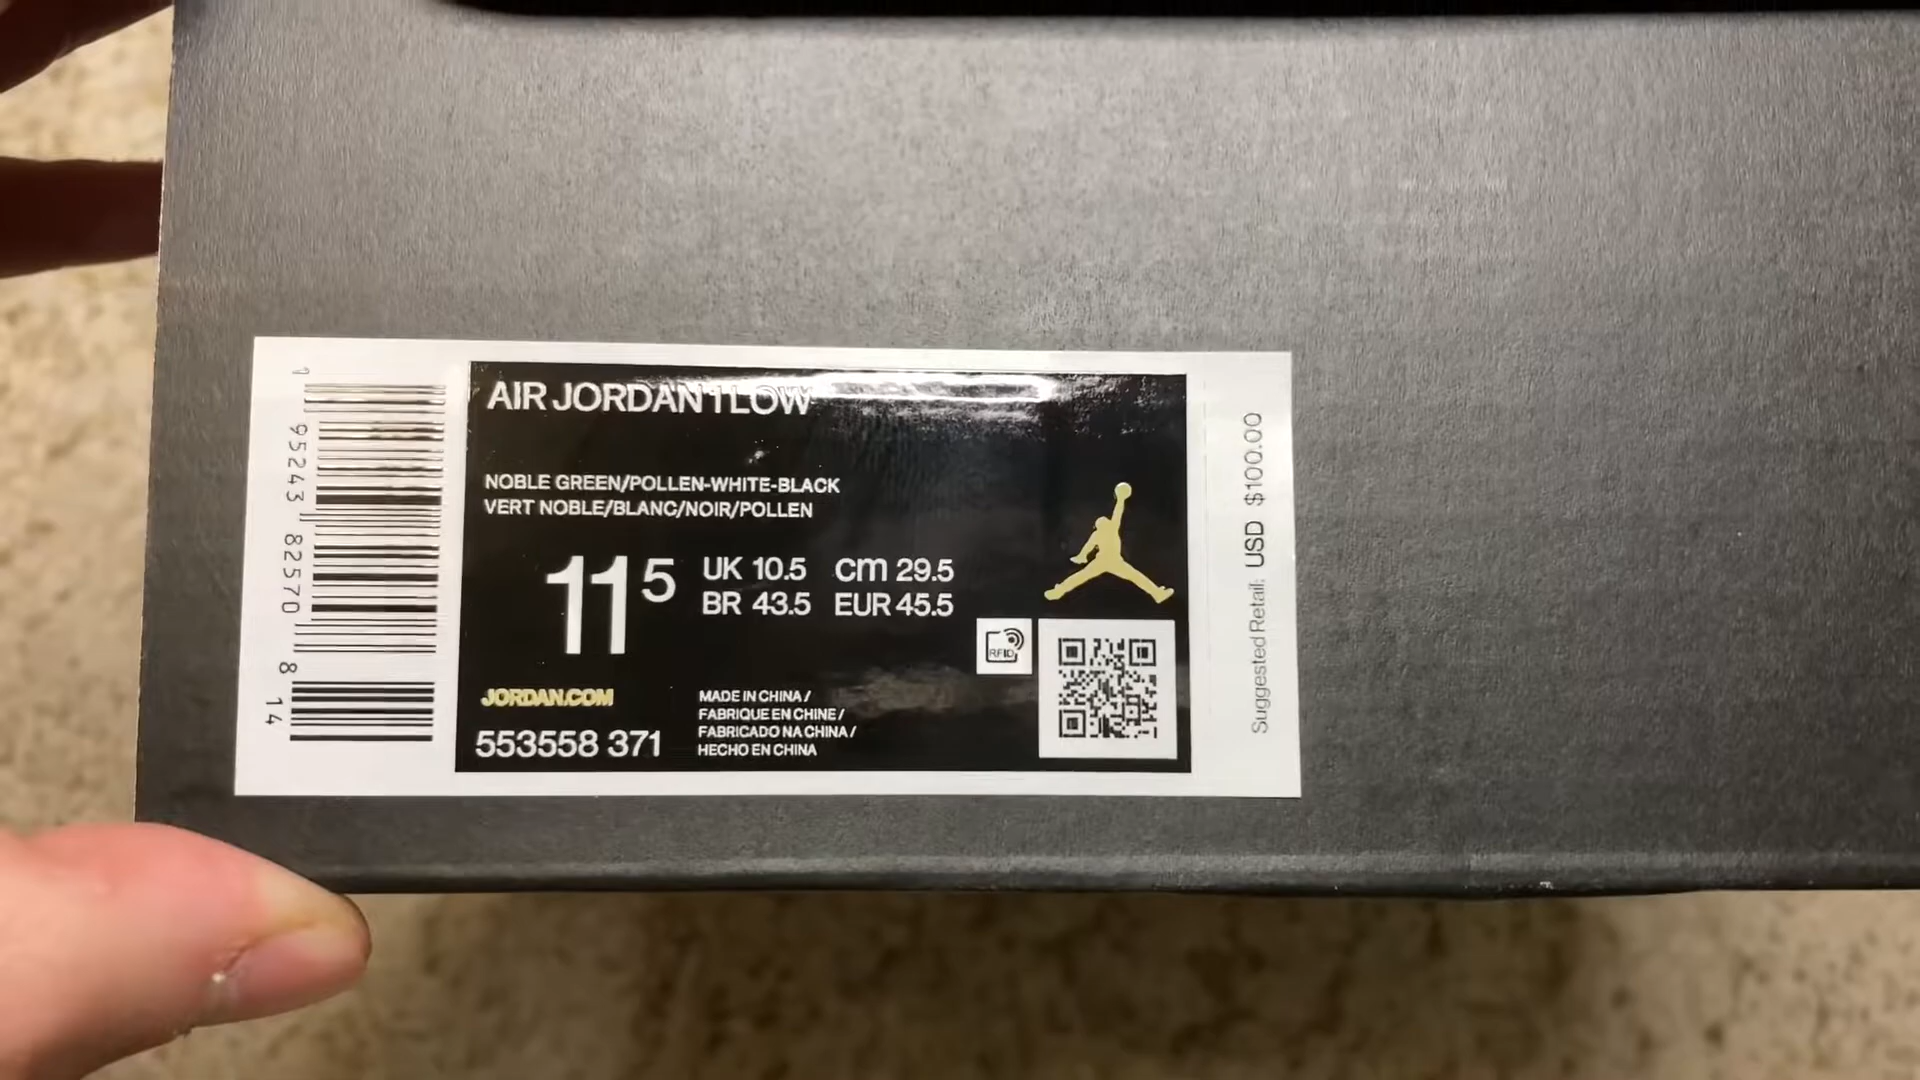 AIR JORDAN 1 LOW
NOBLE GREEN/POLLEN-WHITE-BLACK
VERT NOBLE/BLANC/NOIR/POLLEN
11 5
UK 10.5 cm 29.5
BR 43.5 EUR 45.5
RFID
JORDAN.COM
553558 371
MADE IN CHINA /
FABRIQUE EN CHINE /
FABRICADO NA CHINA /
HECHO EN CHINA
1 95243 82570 8 14
Suggested Retail: USD $100.00